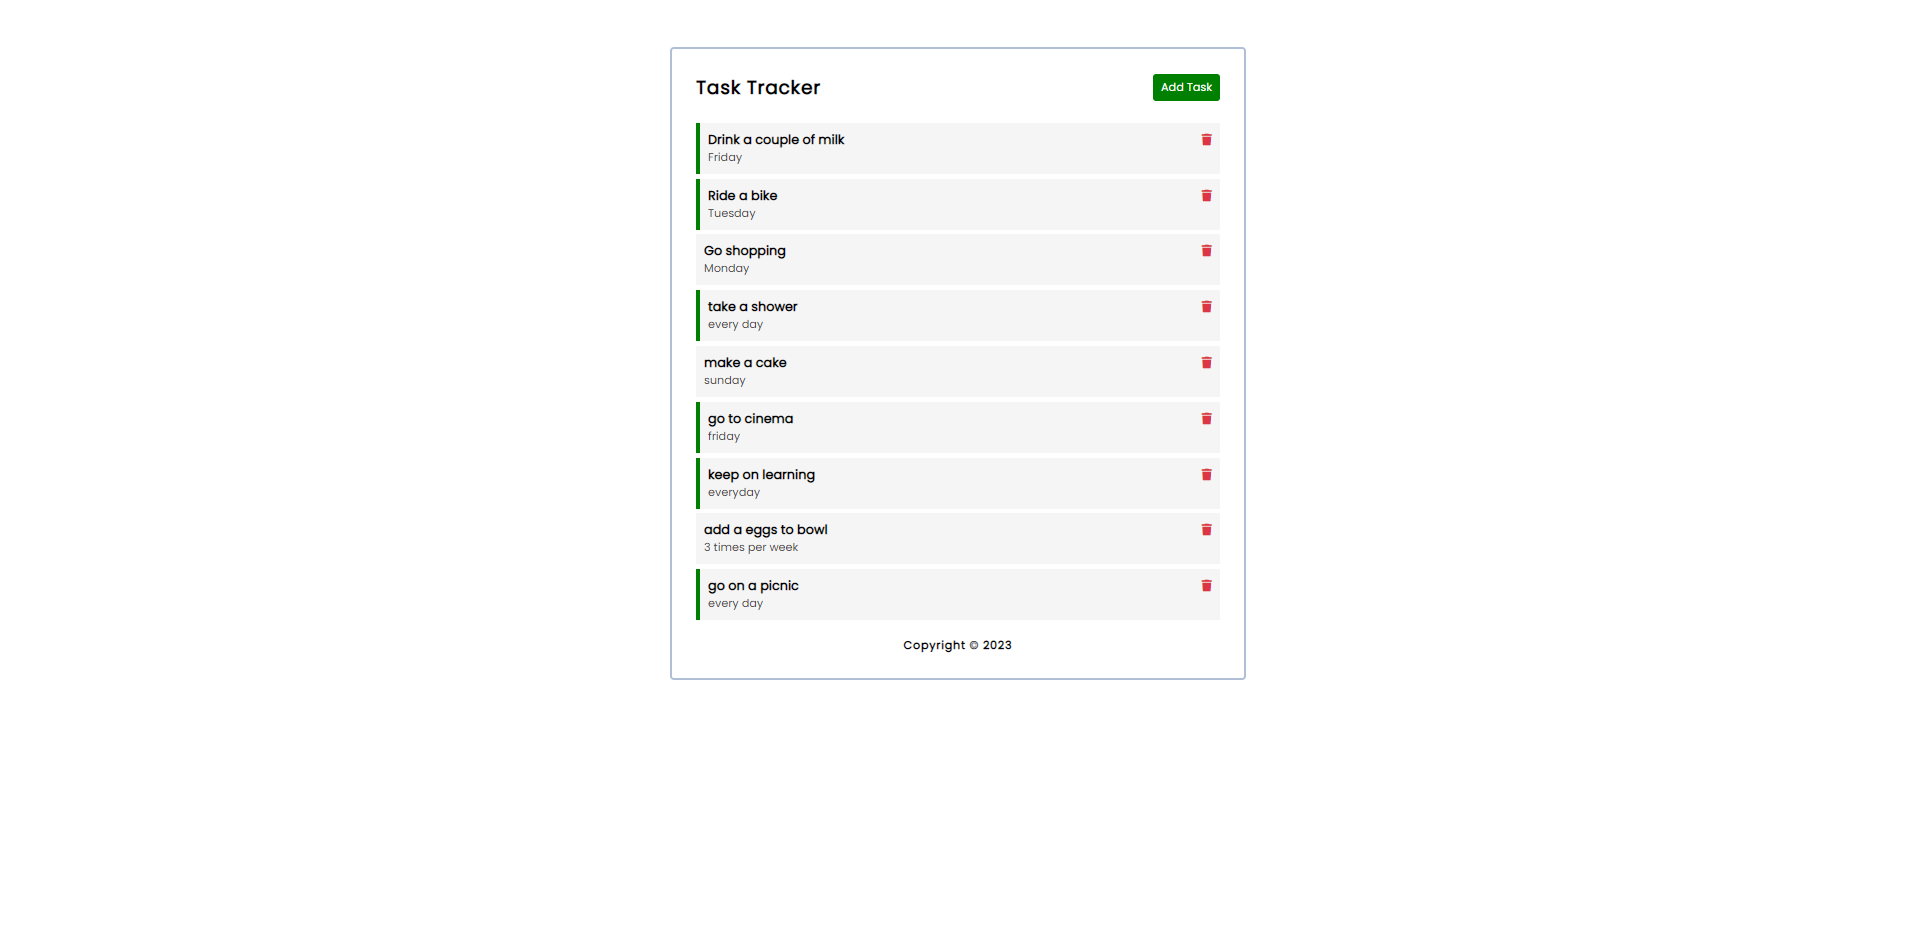 Task Tracker
Add Task
Drink a couple of milk
Friday
Ride a bike
Tuesday
Go shopping
Monday
take a shower
every day
make a cake
sunday
go to cinema
friday
keep on learning
everyday
add a eggs to bowl
3 times per week
go on a picnic
every day
Copyright © 2023